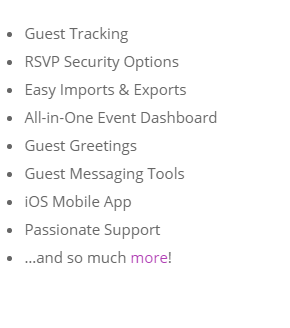 Guest Tracking
RSVP Security Options
Easy Imports & Exports
All-in-One Event Dashboard
Guest Greetings
Guest Messaging Tools
iOS Mobile App
Passionate Support
...and so much more!